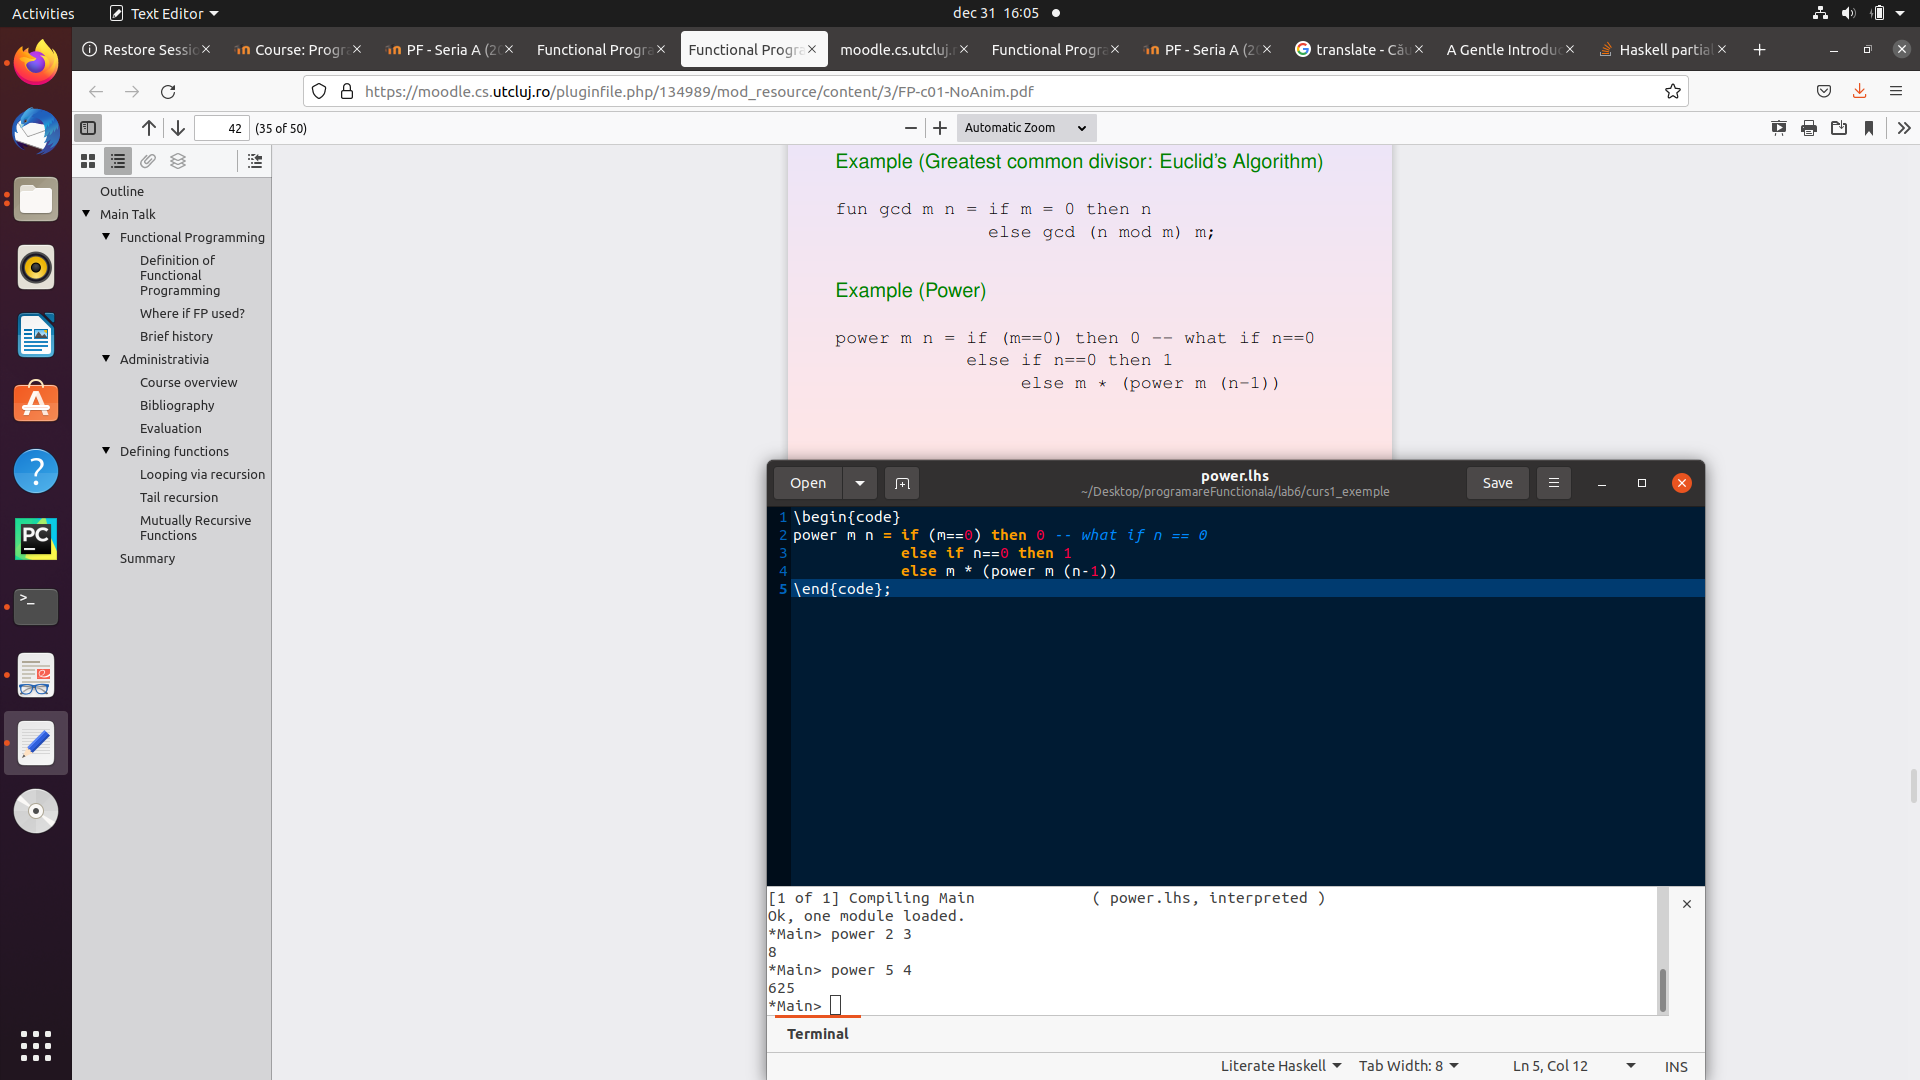 Activities
Text Editor
dec 31 16:05
Restore Sessio
Course: Progra
PF - Seria A (20
Functional Progra
Functional Progra
moodle.cs.utcluj.r
Functional Progra
PF - Seria A (20
translate - Cău
A Gentle Introduc
Haskell partial
https://moodle.cs.utcluj.ro/pluginfile.php/134989/mod_resource/content/3/FP-c01-NoAnim.pdf
42 (35 of 50)
Automatic Zoom
Outline
Main Talk
Functional Programming
Definition of
Functional
Programming
Where if FP used?
Brief history
Administrativia
Course overview
Bibliography
Evaluation
Defining functions
Looping via recursion
Tail recursion
Mutually Recursive
Functions
Summary
Example (Greatest common divisor: Euclid's Algorithm)
fun gcd m n = if m = 0 then n
else gcd (n mod m) m;
Example (Power)
power m n = if (m==0) then 0 -- what if n==0
else if n==0 then 1
else m * (power m (n-1))
Open
power.lhs
~/Desktop/programareFunctionala/lab6/curs1_exemple
Save
1 \begin{code}
2 power m n = if (m==0) then 0 -- what if n == 0
3 else if n==0 then 1
4 else m * (power m (n-1))
5 \end{code};
[1 of 1] Compiling Main ( power.lhs, interpreted )
Ok, one module loaded.
*Main> power 2 3
8
*Main> power 5 4
625
*Main>
Terminal
Literate Haskell
Tab Width: 8
Ln 5, Col 12
INS
PC
>_